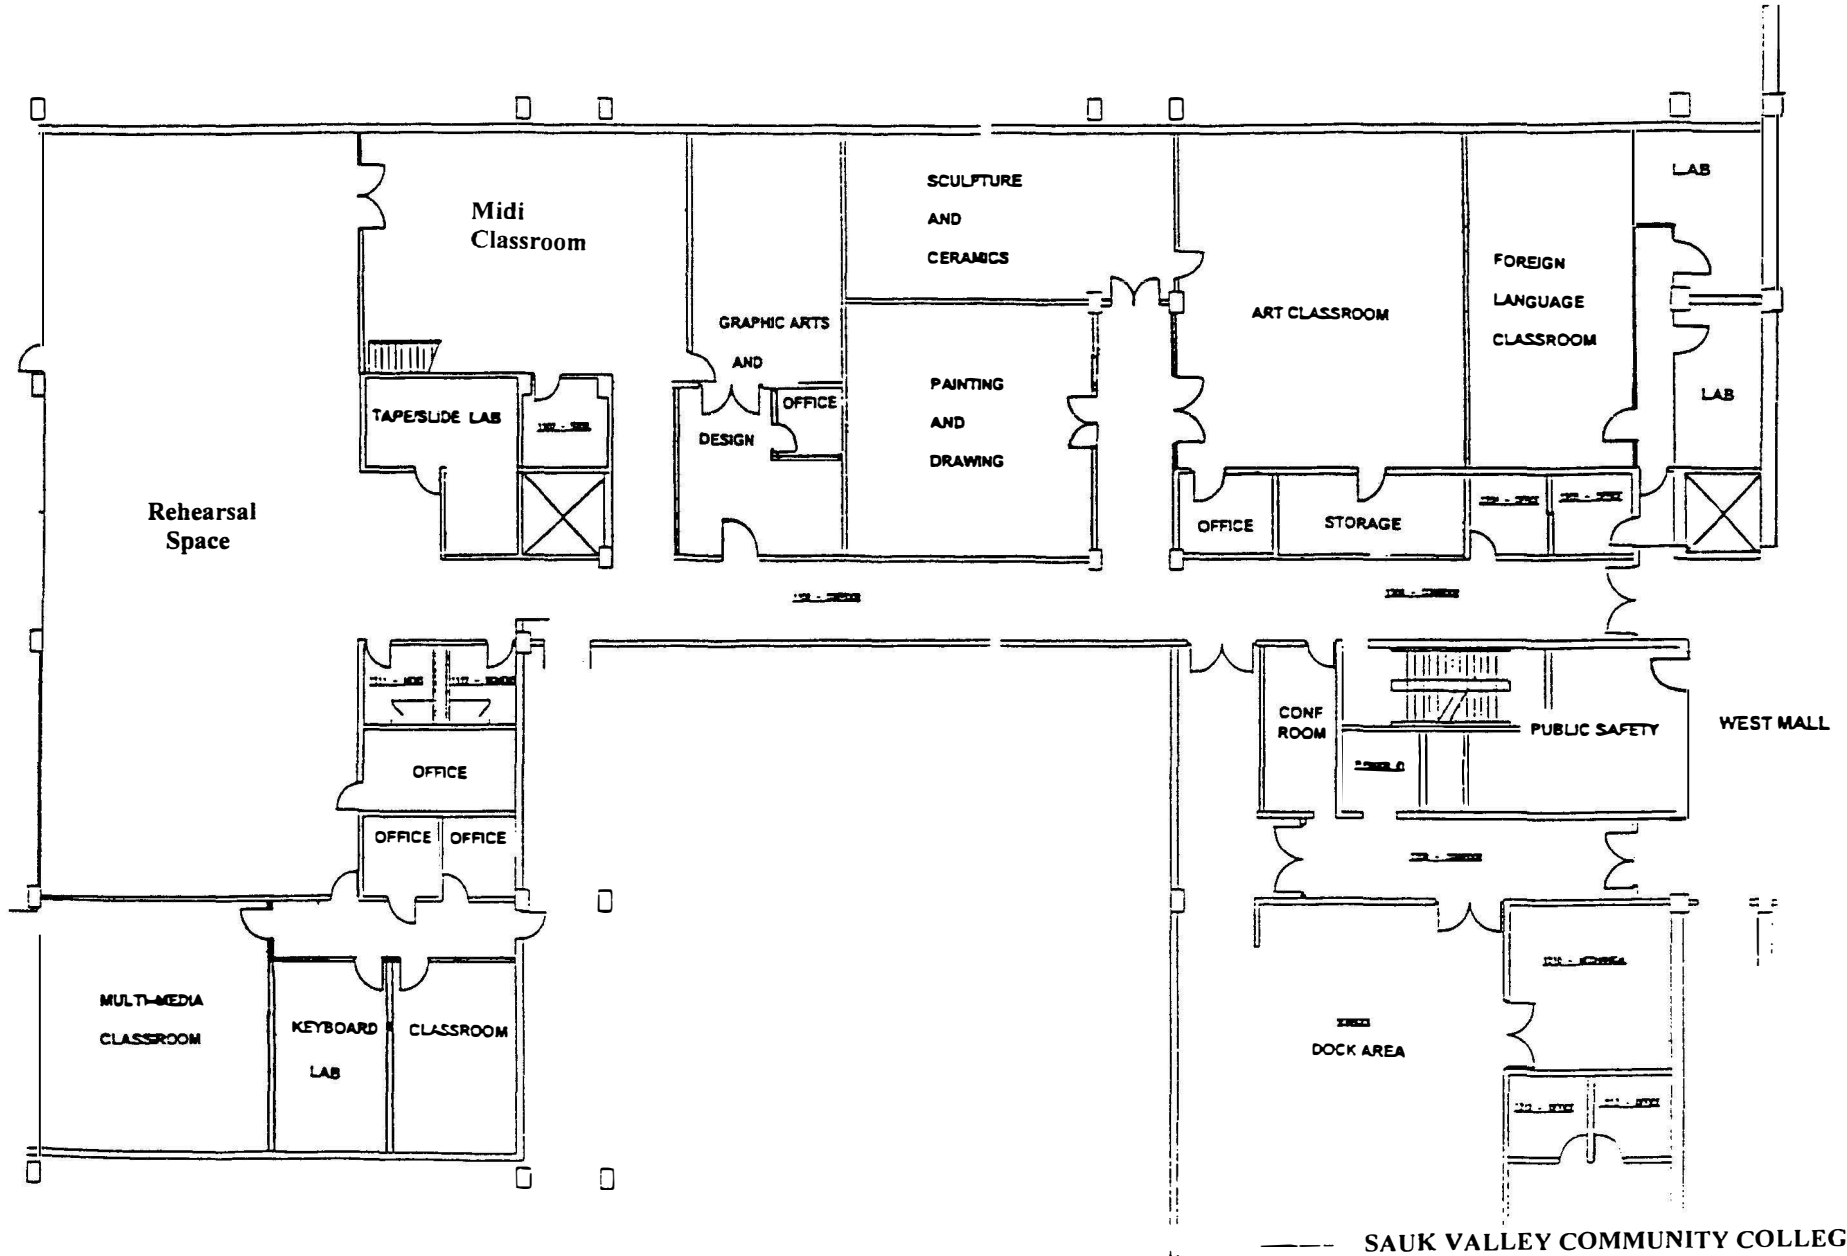 LAB
SCULPTURE
AND
CERAMICS
Midi
Classroom
FOREIGN
LANGUAGE
CLASSROOM
ART CLASSROOM
GRAPHIC ARTS
AND
DESIGN
OFFICE
PAINTING
AND
DRAWING
LAB
TAPE/SLIDE LAB
Rehearsal
Space
OFFICE
STORAGE
CONF
ROOM
PUBLIC SAFETY
WEST MALL
OFFICE
OFFICE
OFFICE
MULTI-MEDIA
CLASSROOM
KEYBOARD
LAB
CLASSROOM
DOCK AREA
SAUK VALLEY COMMUNITY COLLEG